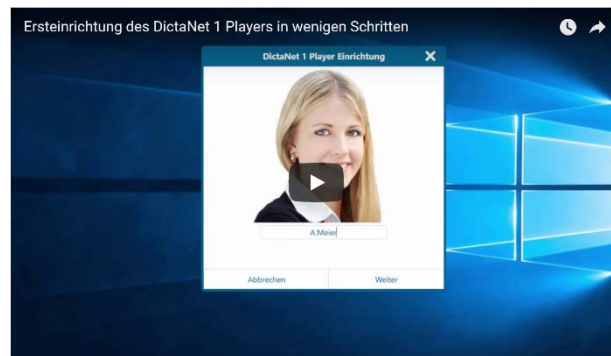 Ersteinrichtung des DictaNet 1 Players in wenigen Schritten
DictaNet 1 Player Einrichtung
A.Meier
Abbrechen Weiter